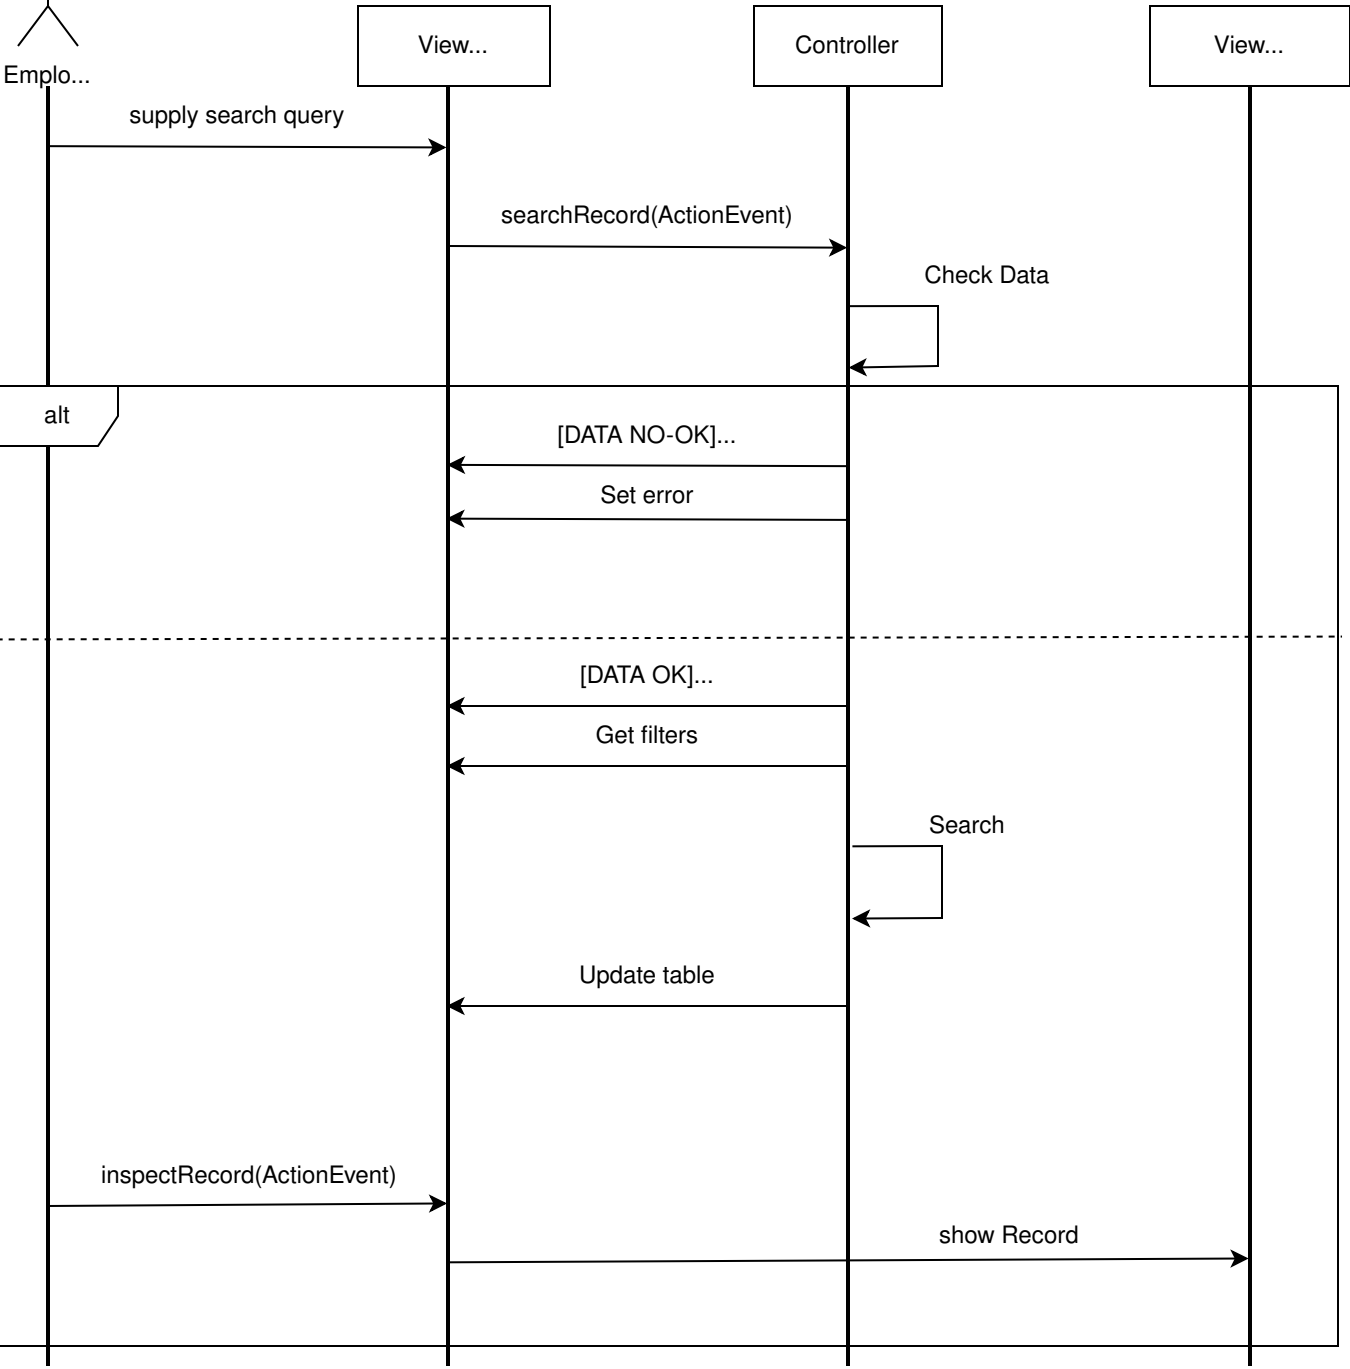 View...
Controller
View...
Emplo...
supply search query
searchRecord(ActionEvent)
Check Data
alt
[DATA NO-OK]...
Set error
[DATA OK]...
Get filters
Search
Update table
inspectRecord(ActionEvent)
show Record